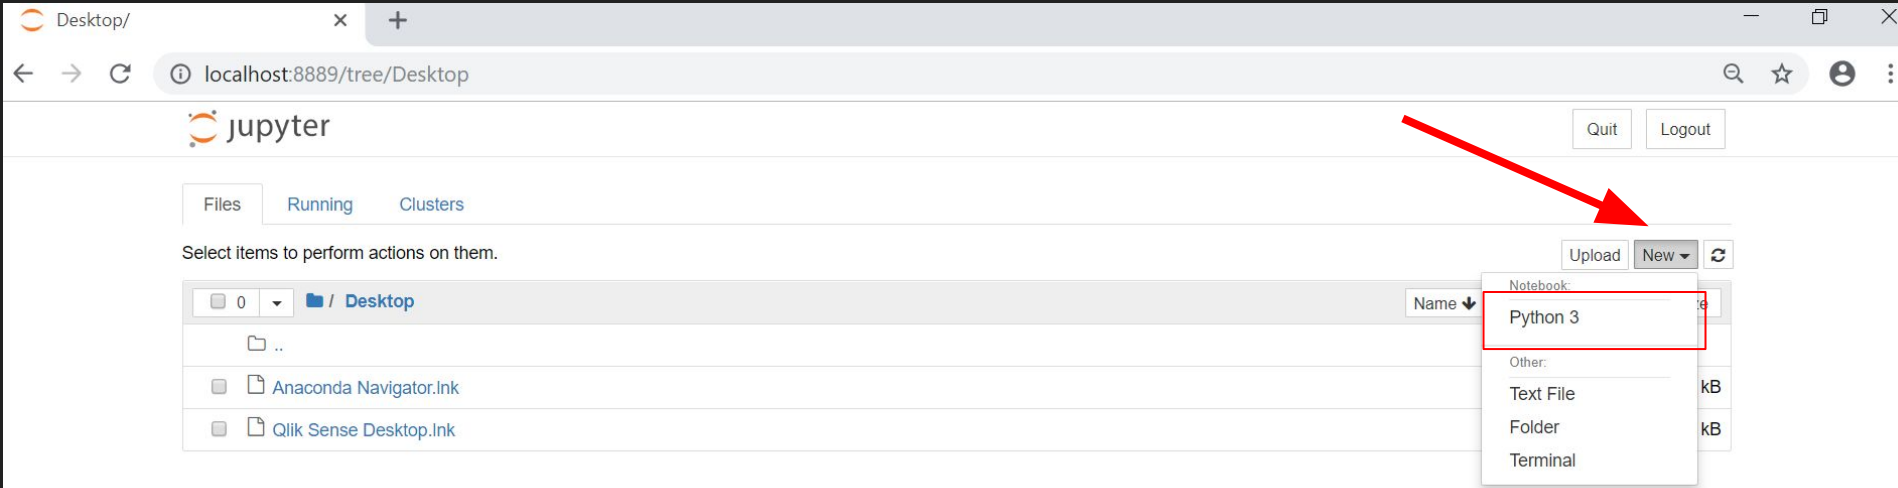 Desktop/
localhost:8889/tree/Desktop
jupyter
Quit Logout
Files Running Clusters
Select items to perform actions on them.
Upload New
0 / Desktop
Name
Notebook:
Python 3
..
Other:
Anaconda Navigator.lnk
kB
Text File
Qlik Sense Desktop.lnk
Folder
kB
Terminal